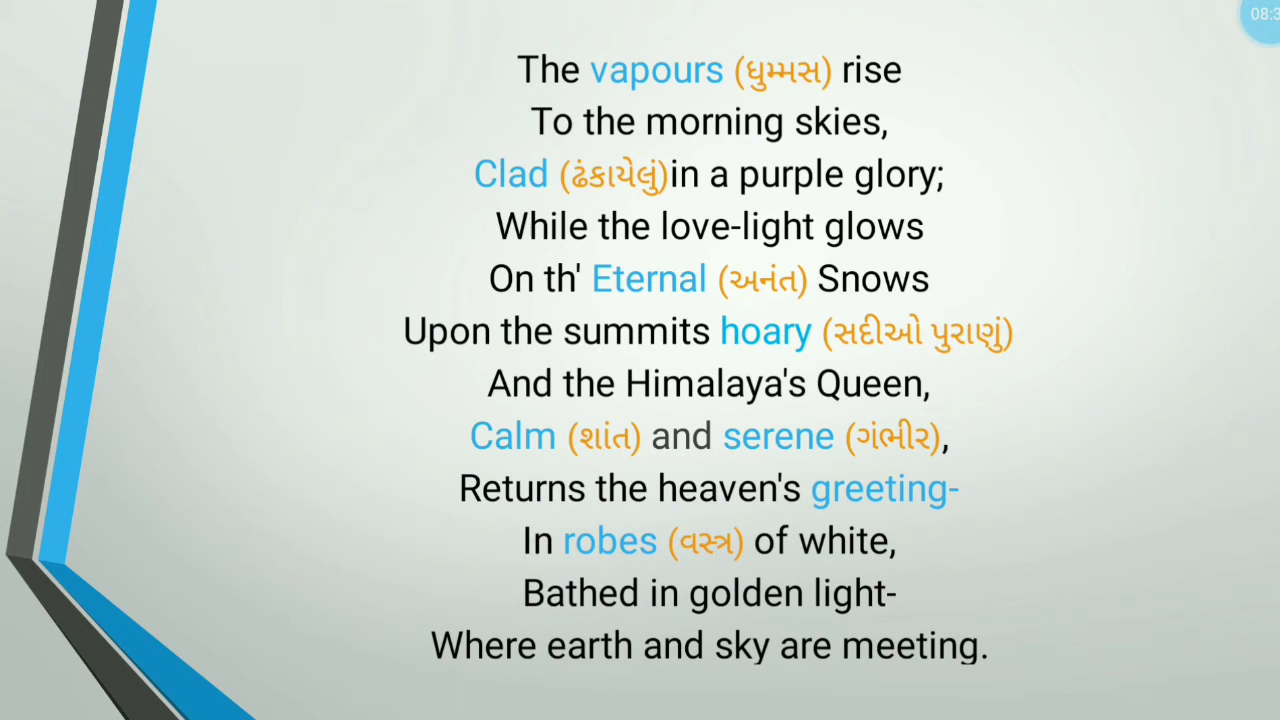 08:3
The vapours (ધુમ્મસ) rise
To the morning skies,
Clad (ઢંકાયેલું)in a purple glory;
While the love-light glows
On th' Eternal (અનંત) Snows
Upon the summits hoary (સદીઓ પુરાણું)
And the Himalaya's Queen,
Calm (શાંત) and serene (ગંભીર),
Returns the heaven's greeting-
In robes (વસ્ત્ર) of white,
Bathed in golden light-
Where earth and sky are meeting.